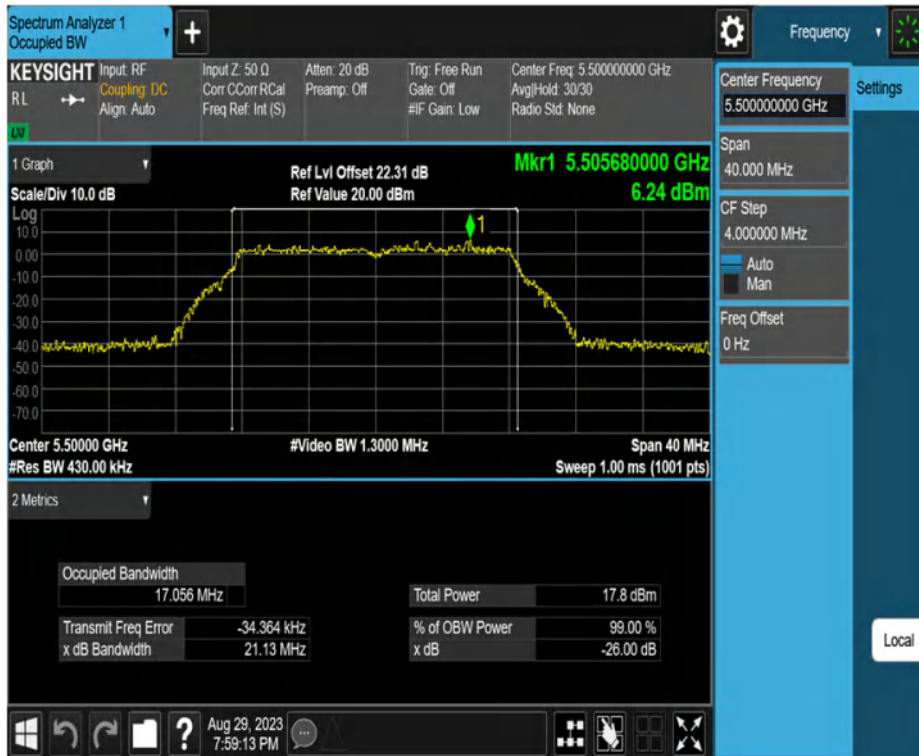 Spectrum Analyzer 1
Occupied BW
Frequency
KEYSIGHT
RL
LXI
Input: RF
Coupling: DC
Align: Auto
Input Z: 50 Ω
Corr CCorr RCal
Freq Ref: Int (S)
Atten: 20 dB
Preamp: Off
Trig: Free Run
Gate: Off
#IF Gain: Low
Center Freq: 5.500000000 GHz
Avg|Hold: 30/30
Radio Std: None
Center Frequency
5.500000000 GHz
Settings
Span
40.000 MHz
CF Step
4.000000 MHz
Auto
Man
Freq Offset
0 Hz
1 Graph
Scale/Div 10.0 dB
Ref Lvl Offset 22.31 dB
Ref Value 20.00 dBm
Mkr1 5.505680000 GHz
6.24 dBm
Log
10.0
0.00
-10.0
-20.0
-30.0
-40.0
-50.0
-60.0
-70.0
1
Center 5.50000 GHz
#Video BW 1.3000 MHz
Span 40 MHz
#Res BW 430.00 kHz
Sweep 1.00 ms (1001 pts)
2 Metrics
Occupied Bandwidth
17.056 MHz
Total Power 17.8 dBm
Transmit Freq Error -34.364 kHz
% of OBW Power 99.00 %
x dB Bandwidth 21.13 MHz
x dB -26.00 dB
Local
?
Aug 29, 2023
7:59:13 PM